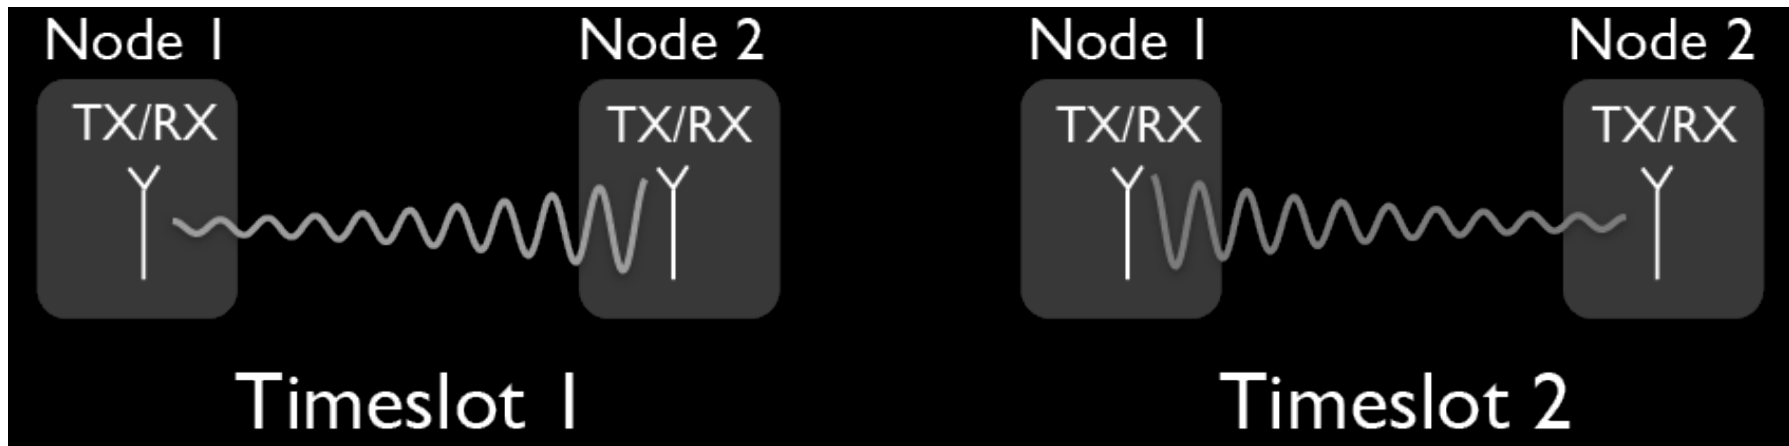 Node 1
Node 2
Node 1
Node 2
TX/RX
TX/RX
TX/RX
TX/RX
Timeslot 1
Timeslot 2